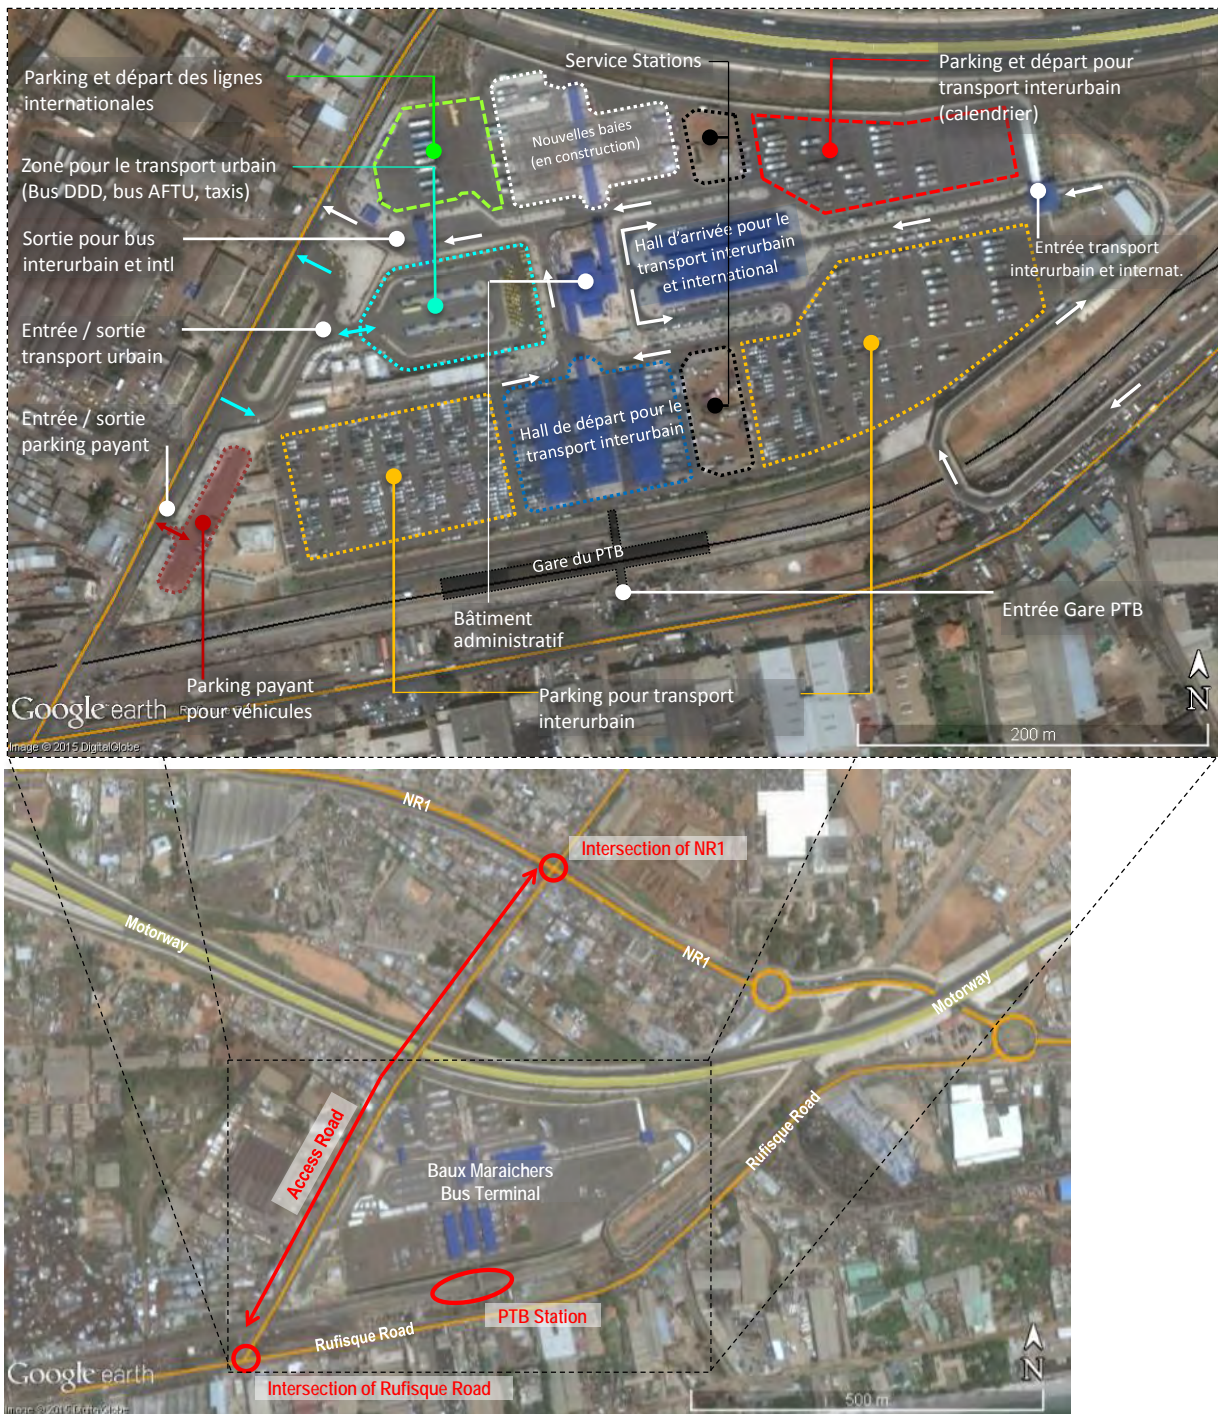 Parking et départ des lignes
internationales
Service Stations
Parking et départ pour
transport interurbain
(calendrier)
Nouvelles baies
(en construction)
Zone pour le transport urbain
(Bus DDD, bus AFTU, taxis)
Sortie pour bus
interurbain et intl
Hall d'arrivée pour le
transport interurbain
et international
Entrée transport
interurbain et internat.
Entrée / sortie
transport urbain
Entrée / sortie
parking payant
Hall de départ pour le
transport interurbain
Gare du PTB
Bâtiment
administratif
Entrée Gare PTB
Parking payant
pour véhicules
Parking pour transport
interurbain
N
Google earth
Image © 2015 DigitalGlobe
200 m
NR1
Intersection of NR1
Motorway
NR1
Motorway
Access Road
Rufisque Road
Baux Maraichers
Bus Terminal
PTB Station
Rufisque Road
N
Google earth
Intersection of Rufisque Road
500 m
Image © 2015 DigitalGlobe